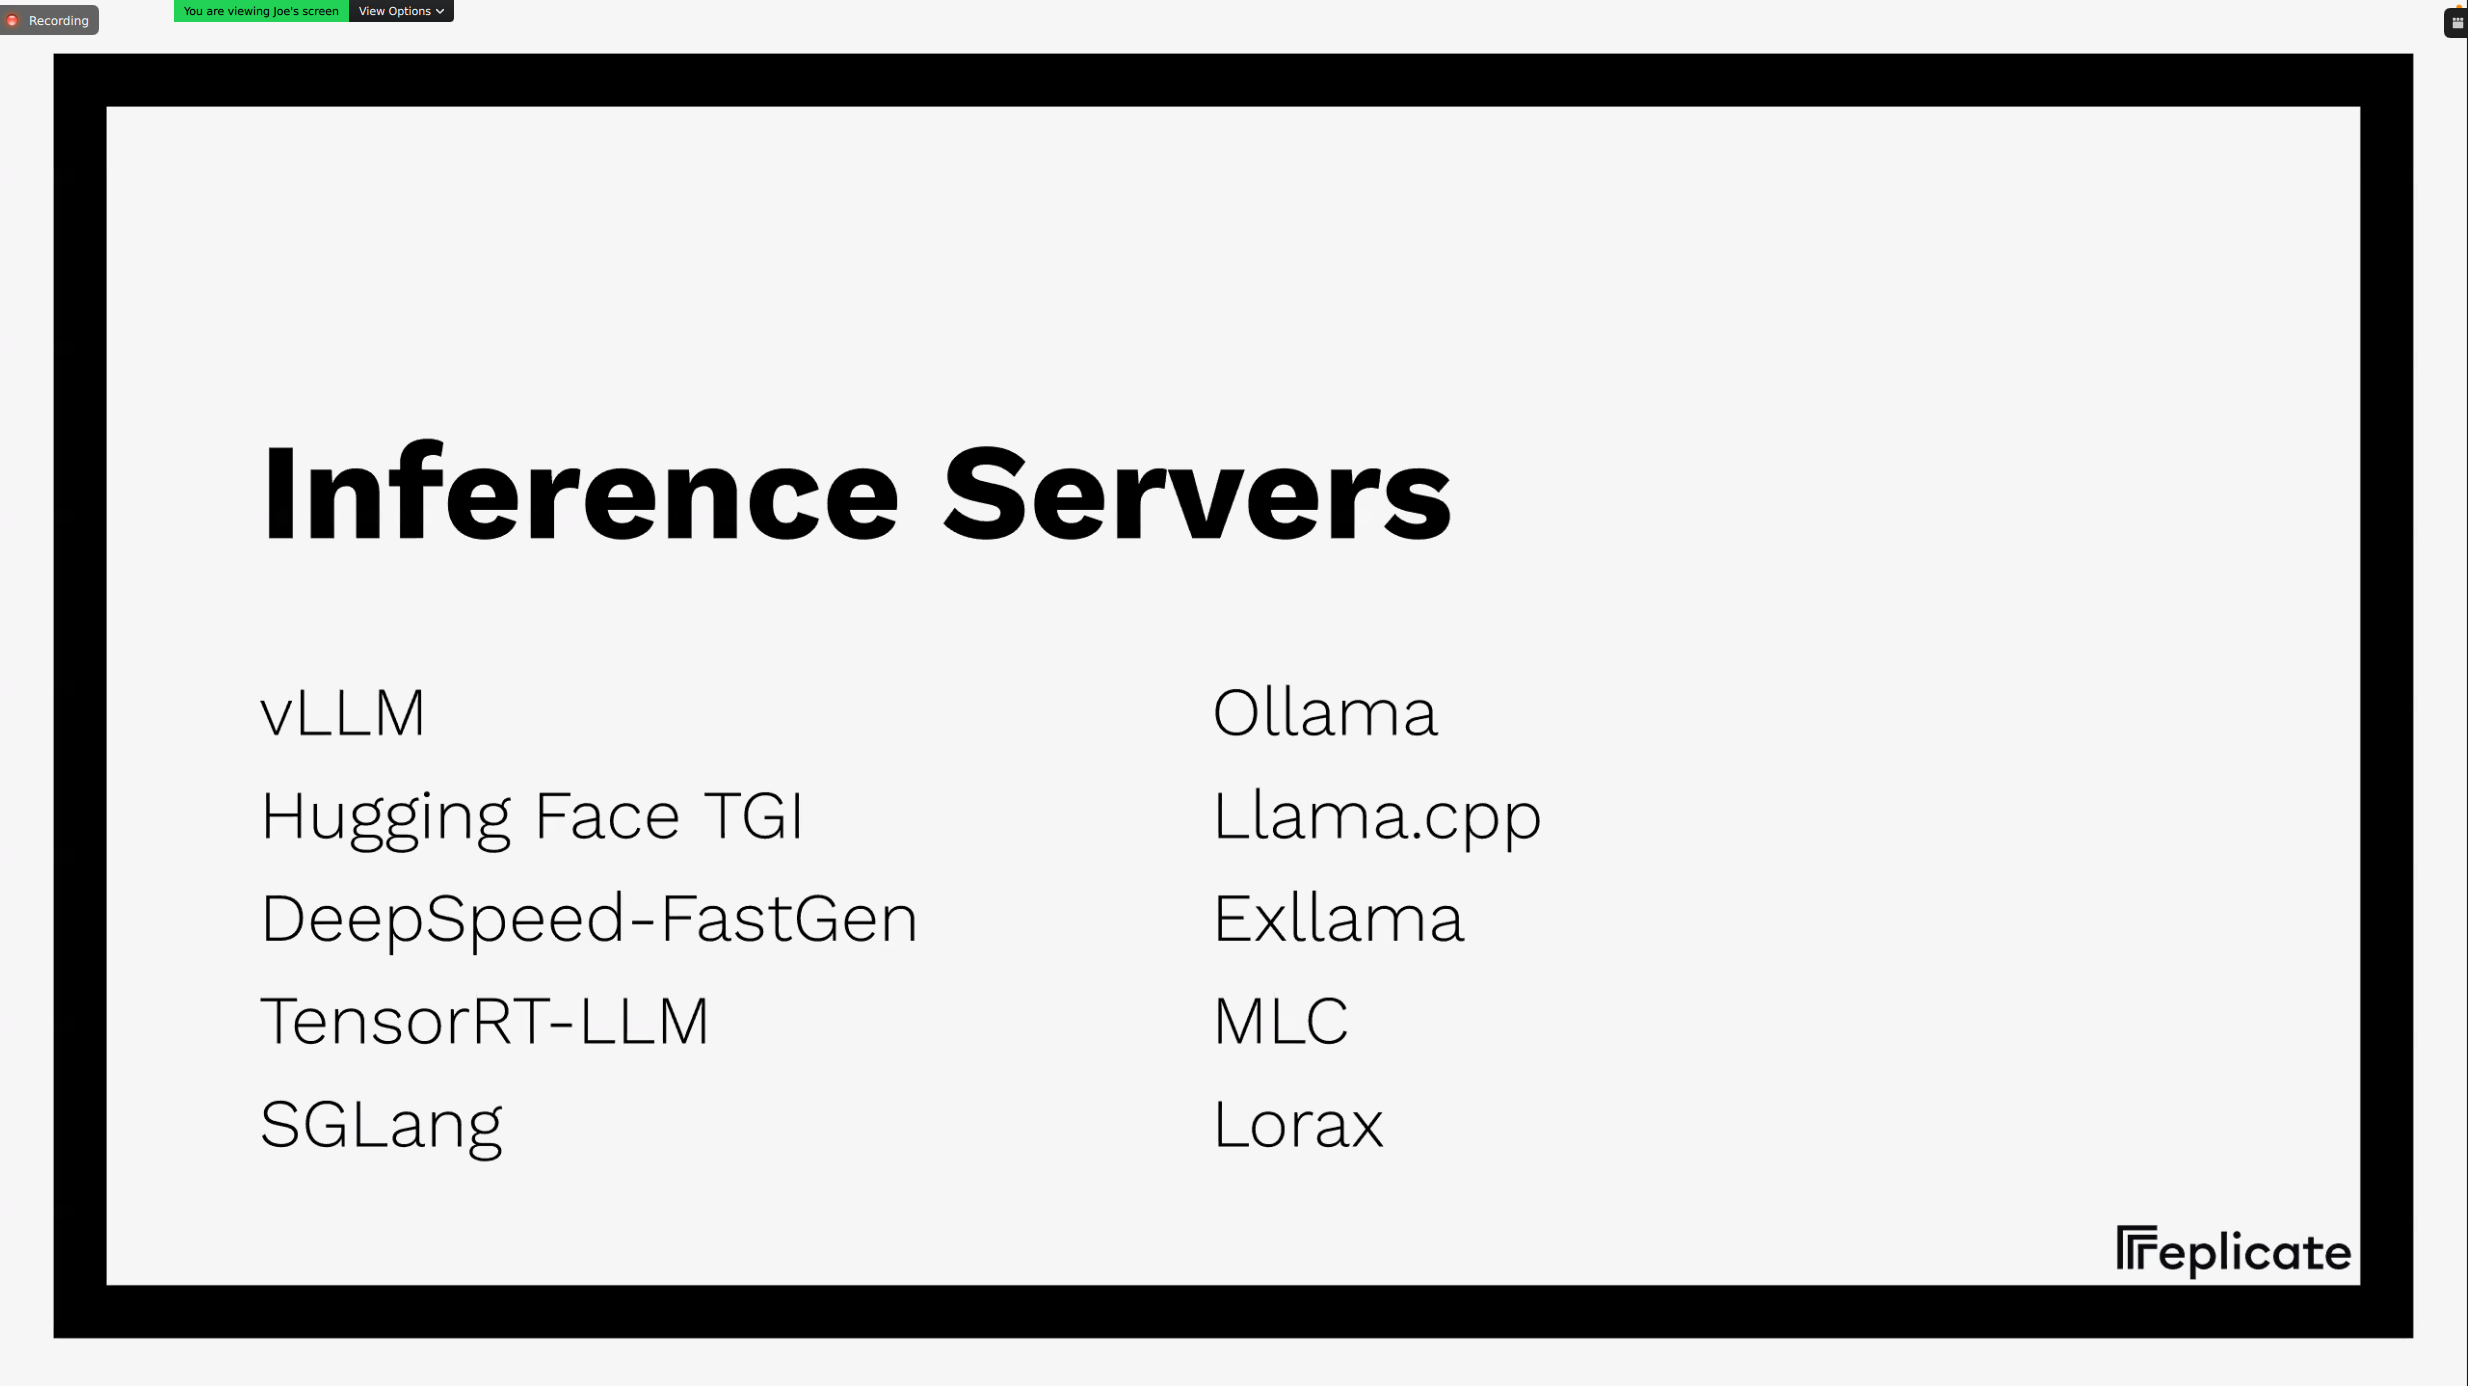 Recording
You are viewing Joe's screen
View Options
Inference Servers
vLLM
Hugging Face TGI
DeepSpeed-FastGen
TensorRT-LLM
SGLang
Ollama
Llama.cpp
Exllama
MLC
Lorax
replicate